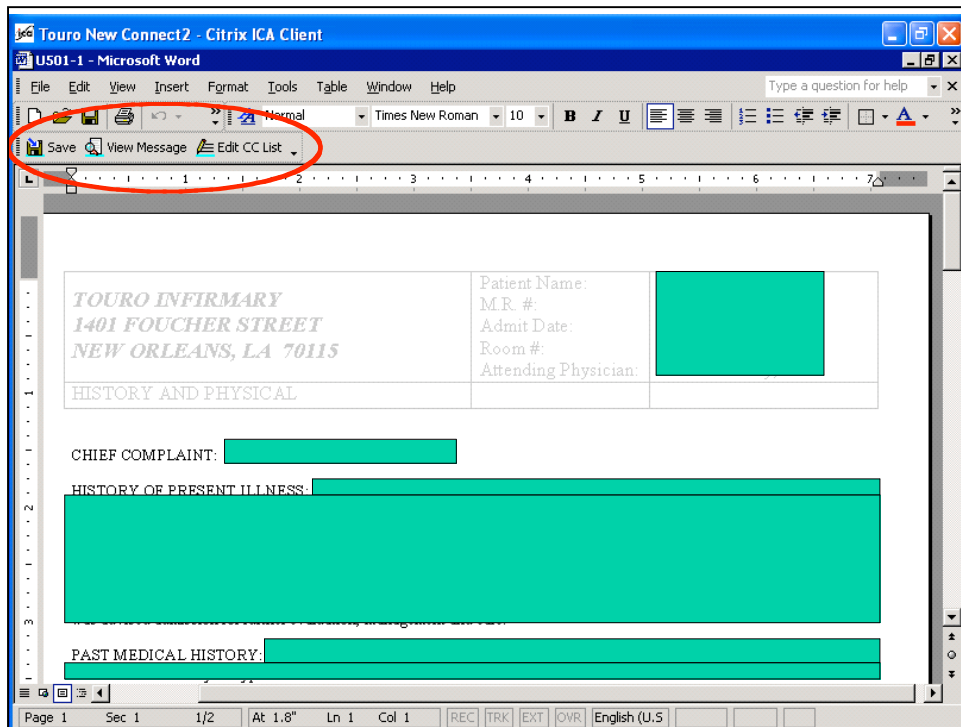 Touro New Connect2 - Citrix ICA Client
U501-1 - Microsoft Word
File Edit View Insert Format Tools Table Window Help Type a question for help
Normal Times New Roman 10 B I U
Save View Message Edit CC List
1 2 3 4 5 6 7
TOURO INFIRMARY
1401 FOUCHER STREET
NEW ORLEANS, LA 70115
Patient Name:
M.R. #:
Admit Date:
Room #:
Attending Physician:
HISTORY AND PHYSICAL
CHIEF COMPLAINT:
HISTORY OF PRESENT ILLNESS:
PAST MEDICAL HISTORY:
Page 1 Sec 1 1/2 At 1.8" Ln 1 Col 1 REC TRK EXT OVR English (U.S